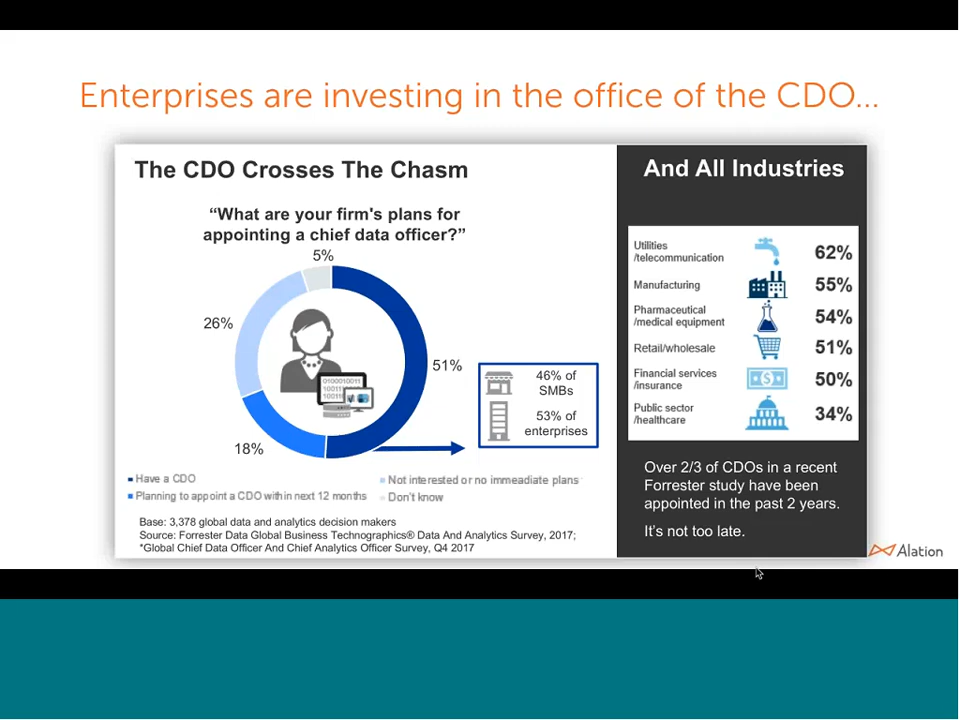 Enterprises are investing in the office of the CDO...
The CDO Crosses The Chasm
“What are your firm's plans for
appointing a chief data officer?”
5%
26%
51%
18%
46% of
SMBs
53% of
enterprises
Have a CDO
Not interested or no immeadiate plans
Planning to appoint a CDO within next 12 months
Don't know
Base: 3,378 global data and analytics decision makers
Source: Forrester Data Global Business Technographics® Data And Analytics Survey, 2017;
*Global Chief Data Officer And Chief Analytics Officer Survey, Q4 2017
And All Industries
Utilities
/telecommunication
62%
Manufacturing
55%
Pharmaceutical
/medical equipment
54%
Retail/wholesale
51%
Financial services
/insurance
50%
Public sector
/healthcare
34%
Over 2/3 of CDOs in a recent
Forrester study have been
appointed in the past 2 years.
It's not too late.
Alation